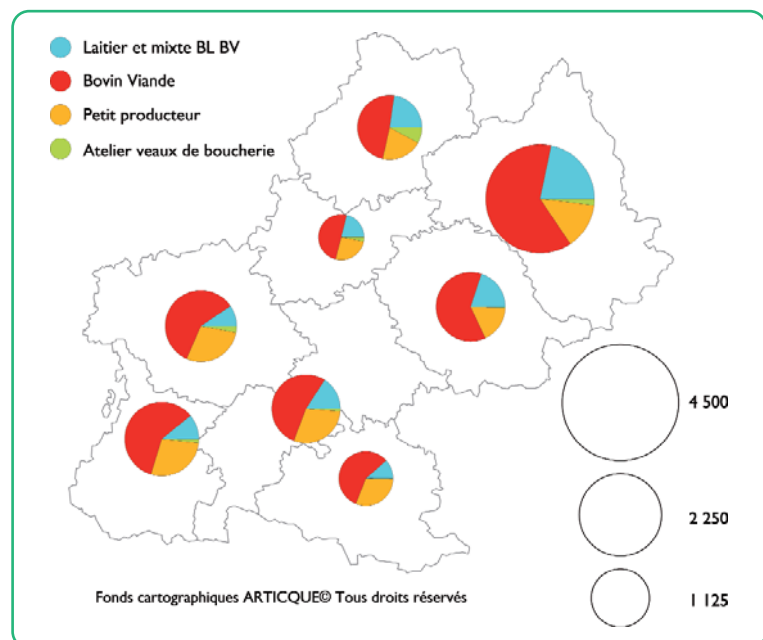 Laitier et mixte BL BV
Bovin Viande
Petit producteur
Atelier veaux de boucherie
4 500
2 250
1 125
Fonds cartographiques ARTICQUE© Tous droits réservés